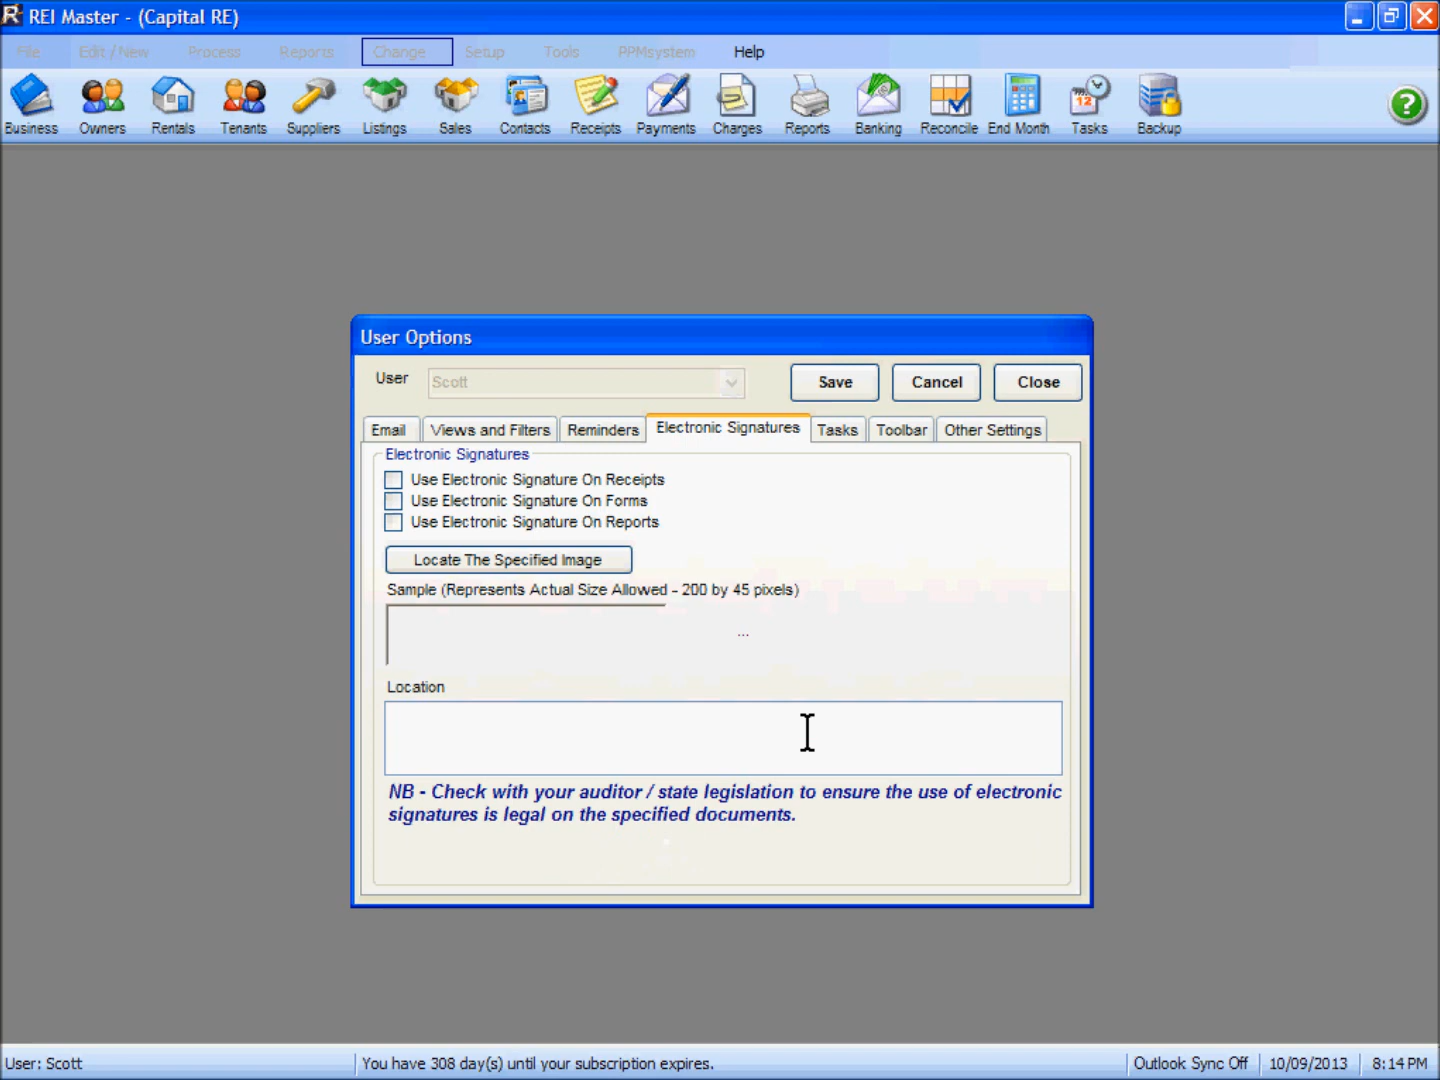 REI Master - (Capital RE)
File Edit / New Process Reports Change Setup Tools PPMsystem Help
Business Owners Rentals Tenants Suppliers Listings Sales Contacts Receipts Payments Charges Reports Banking Reconcile End Month Tasks Backup
12
?
User Options
User Scott Save Cancel Close
Email Views and Filters Reminders Electronic Signatures Tasks Toolbar Other Settings
Electronic Signatures
Use Electronic Signature On Receipts
Use Electronic Signature On Forms
Use Electronic Signature On Reports
Locate The Specified Image
Sample (Represents Actual Size Allowed - 200 by 45 pixels)
...
Location
NB - Check with your auditor / state legislation to ensure the use of electronic
signatures is legal on the specified documents.
User: Scott You have 308 day(s) until your subscription expires. Outlook Sync Off 10/09/2013 8:14 PM